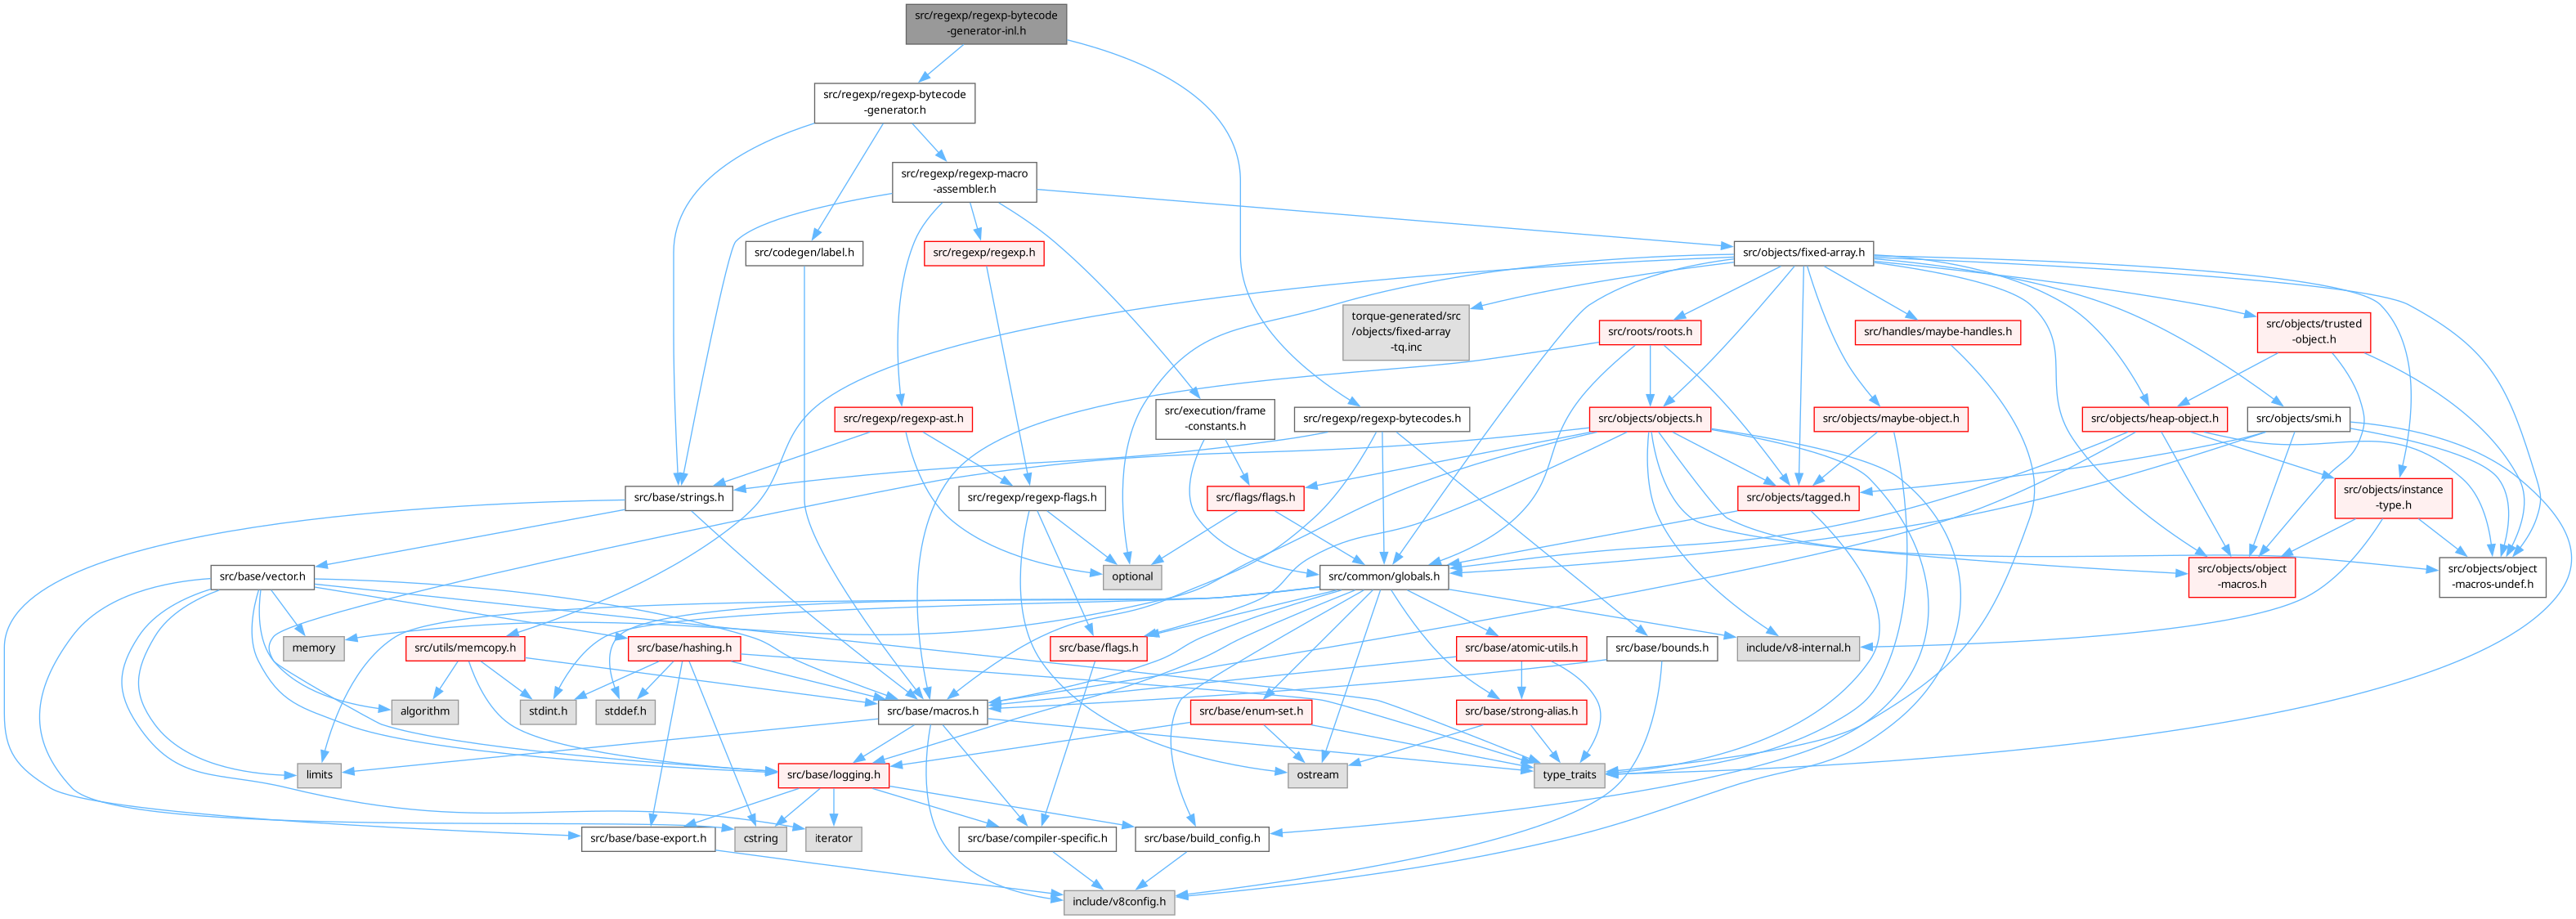 src/regexp/regexp-bytecode
-generator-inl.h
src/regexp/regexp-bytecode
-generator.h
src/regexp/regexp-macro
-assembler.h
src/codegen/label.h
src/regexp/regexp.h
src/objects/fixed-array.h
torque-generated/src
/objects/fixed-array
-tq.inc
src/roots/roots.h
src/handles/maybe-handles.h
src/objects/trusted
-object.h
src/regexp/regexp-ast.h
src/execution/frame
-constants.h
src/regexp/regexp-bytecodes.h
src/objects/objects.h
src/objects/maybe-object.h
src/objects/heap-object.h
src/objects/smi.h
src/base/strings.h
src/regexp/regexp-flags.h
src/flags/flags.h
src/objects/tagged.h
src/objects/instance
-type.h
src/base/vector.h
optional
src/common/globals.h
src/objects/object
-macros.h
src/objects/object
-macros-undef.h
memory
src/utils/memcopy.h
src/base/hashing.h
src/base/flags.h
src/base/atomic-utils.h
src/base/bounds.h
include/v8-internal.h
algorithm
stdint.h
stddef.h
src/base/macros.h
src/base/enum-set.h
src/base/strong-alias.h
limits
src/base/logging.h
ostream
type_traits
src/base/base-export.h
cstring
iterator
src/base/compiler-specific.h
src/base/build_config.h
include/v8config.h